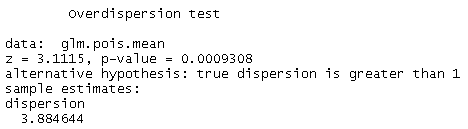 Overdispersion test
data:  glm.pois.mean
z = 3.1115, p-value = 0.0009308
alternative hypothesis: true dispersion is greater than 1
sample estimates:
dispersion
3.884644